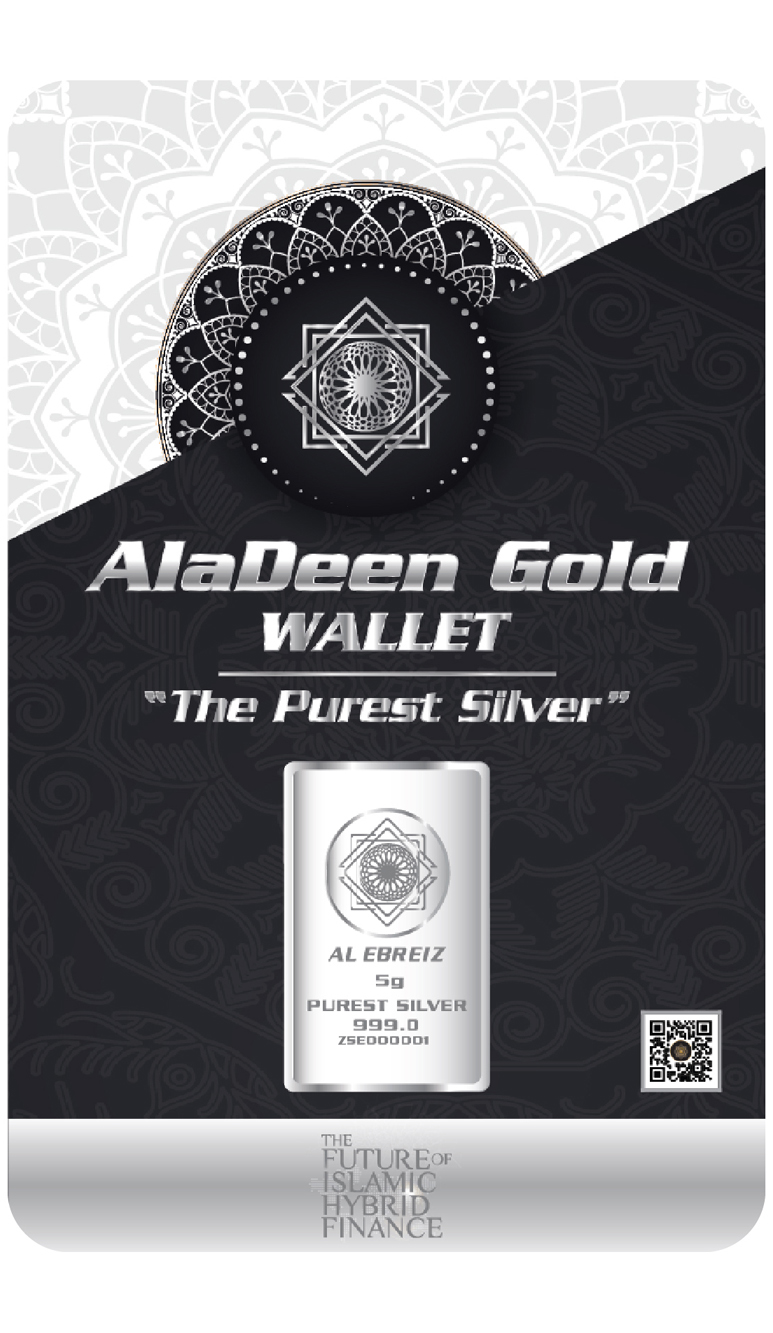 AlaDeen Gold
WALLET
“The Purest Silver”
AL EBREIZ
5g
PUREST SILVER
999.0
ZSE000001
THE
FUTURE OF
ISLAMIC
HYBRID
FINANCE